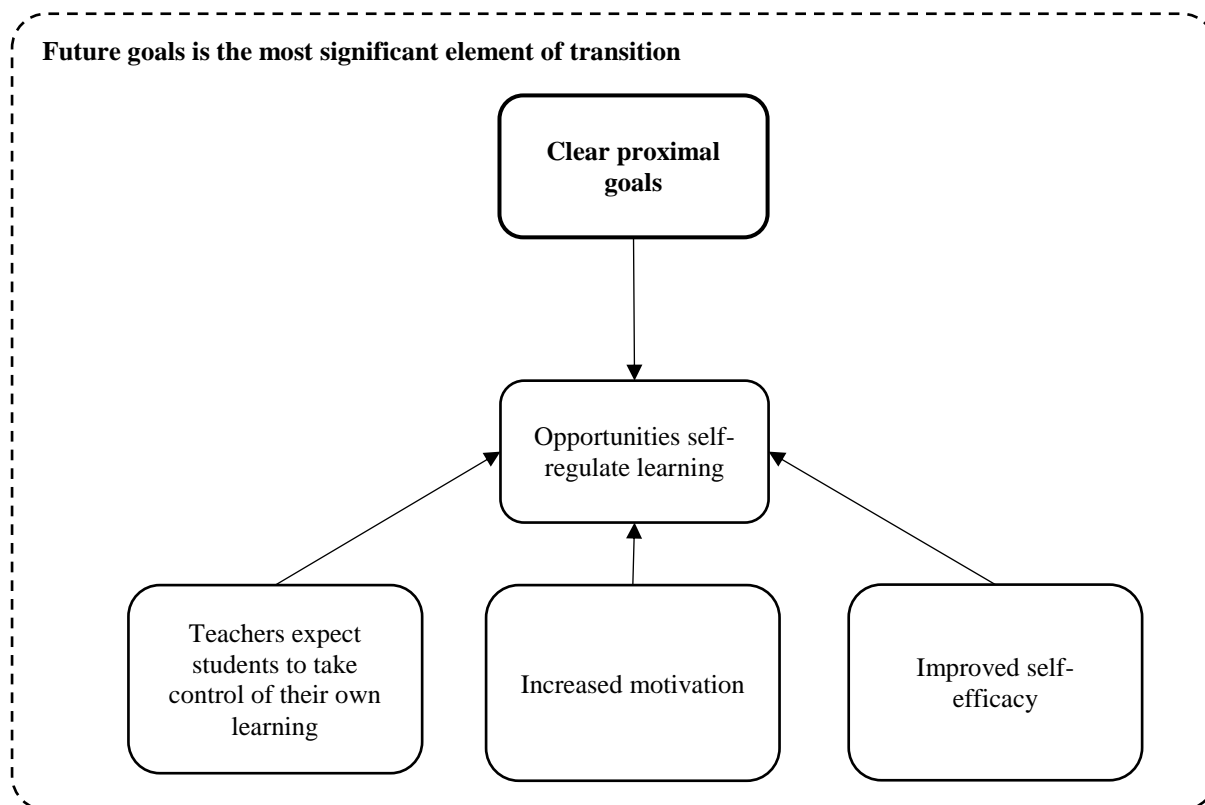 Future goals is the most significant element of transition
Clear proximal
goals
Opportunities self-
regulate learning
Teachers expect
students to take
control of their own
learning
Increased motivation
Improved self-
efficacy